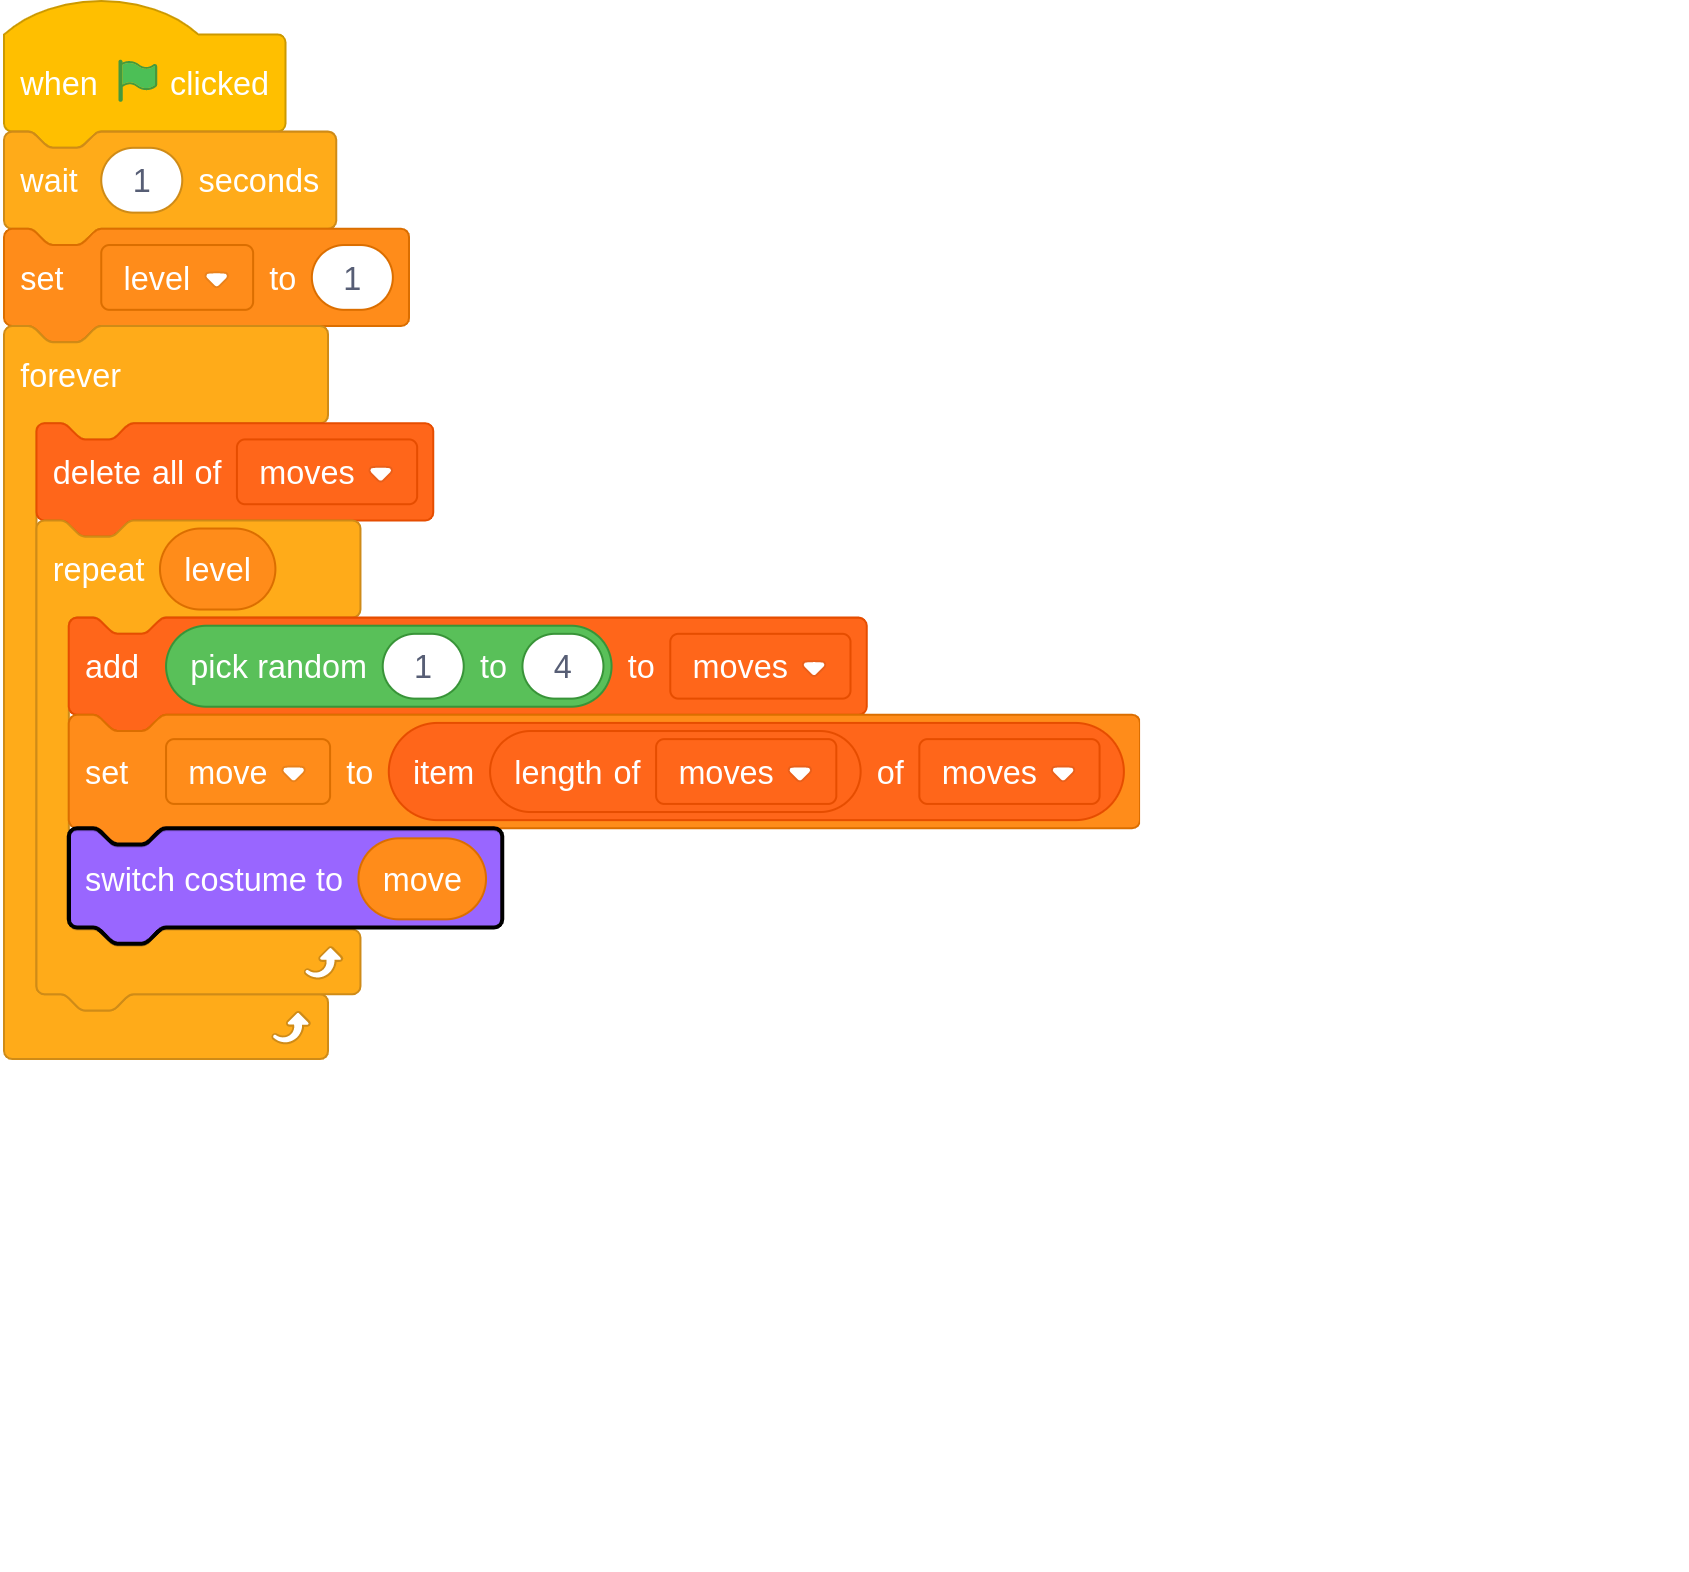 when clicked
wait 1 seconds
set level to 1
forever
delete all of moves
repeat level
add pick random 1 to 4 to moves
set move to item length of moves of moves
switch costume to move